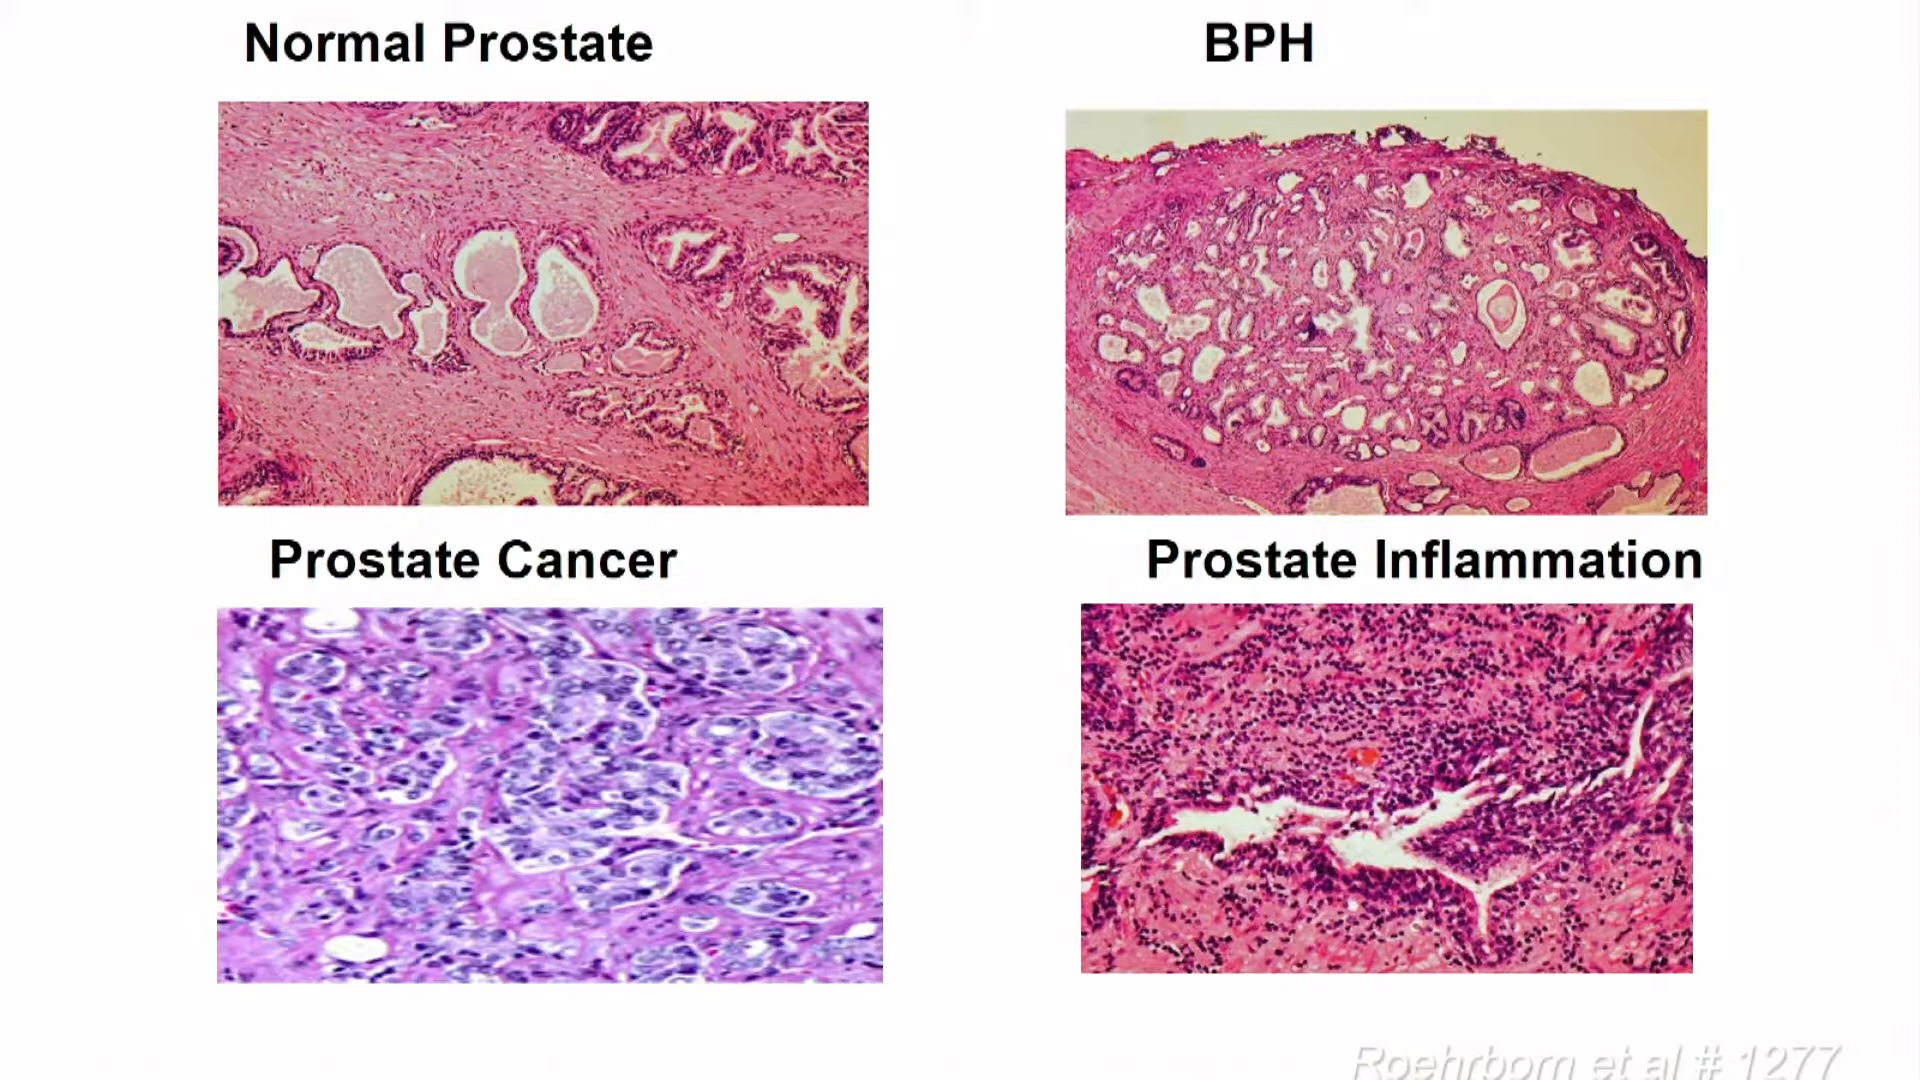 Normal Prostate
BPH
Prostate Cancer
Prostate Inflammation
Roehrborn et al # 1277